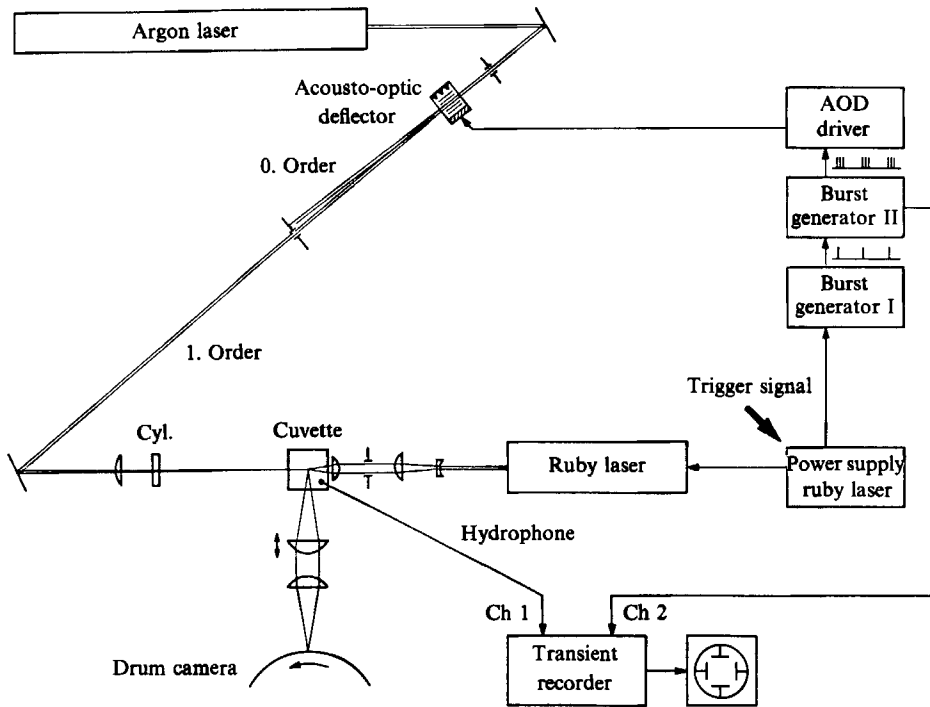 Argon laser
Acousto-optic
deflector
AOD
driver
0. Order
Burst
generator II
Burst
generator I
1. Order
Trigger signal
Cyl.
Cuvette
Ruby laser
Power supply
ruby laser
Hydrophone
Ch 1
Ch 2
Drum camera
Transient
recorder